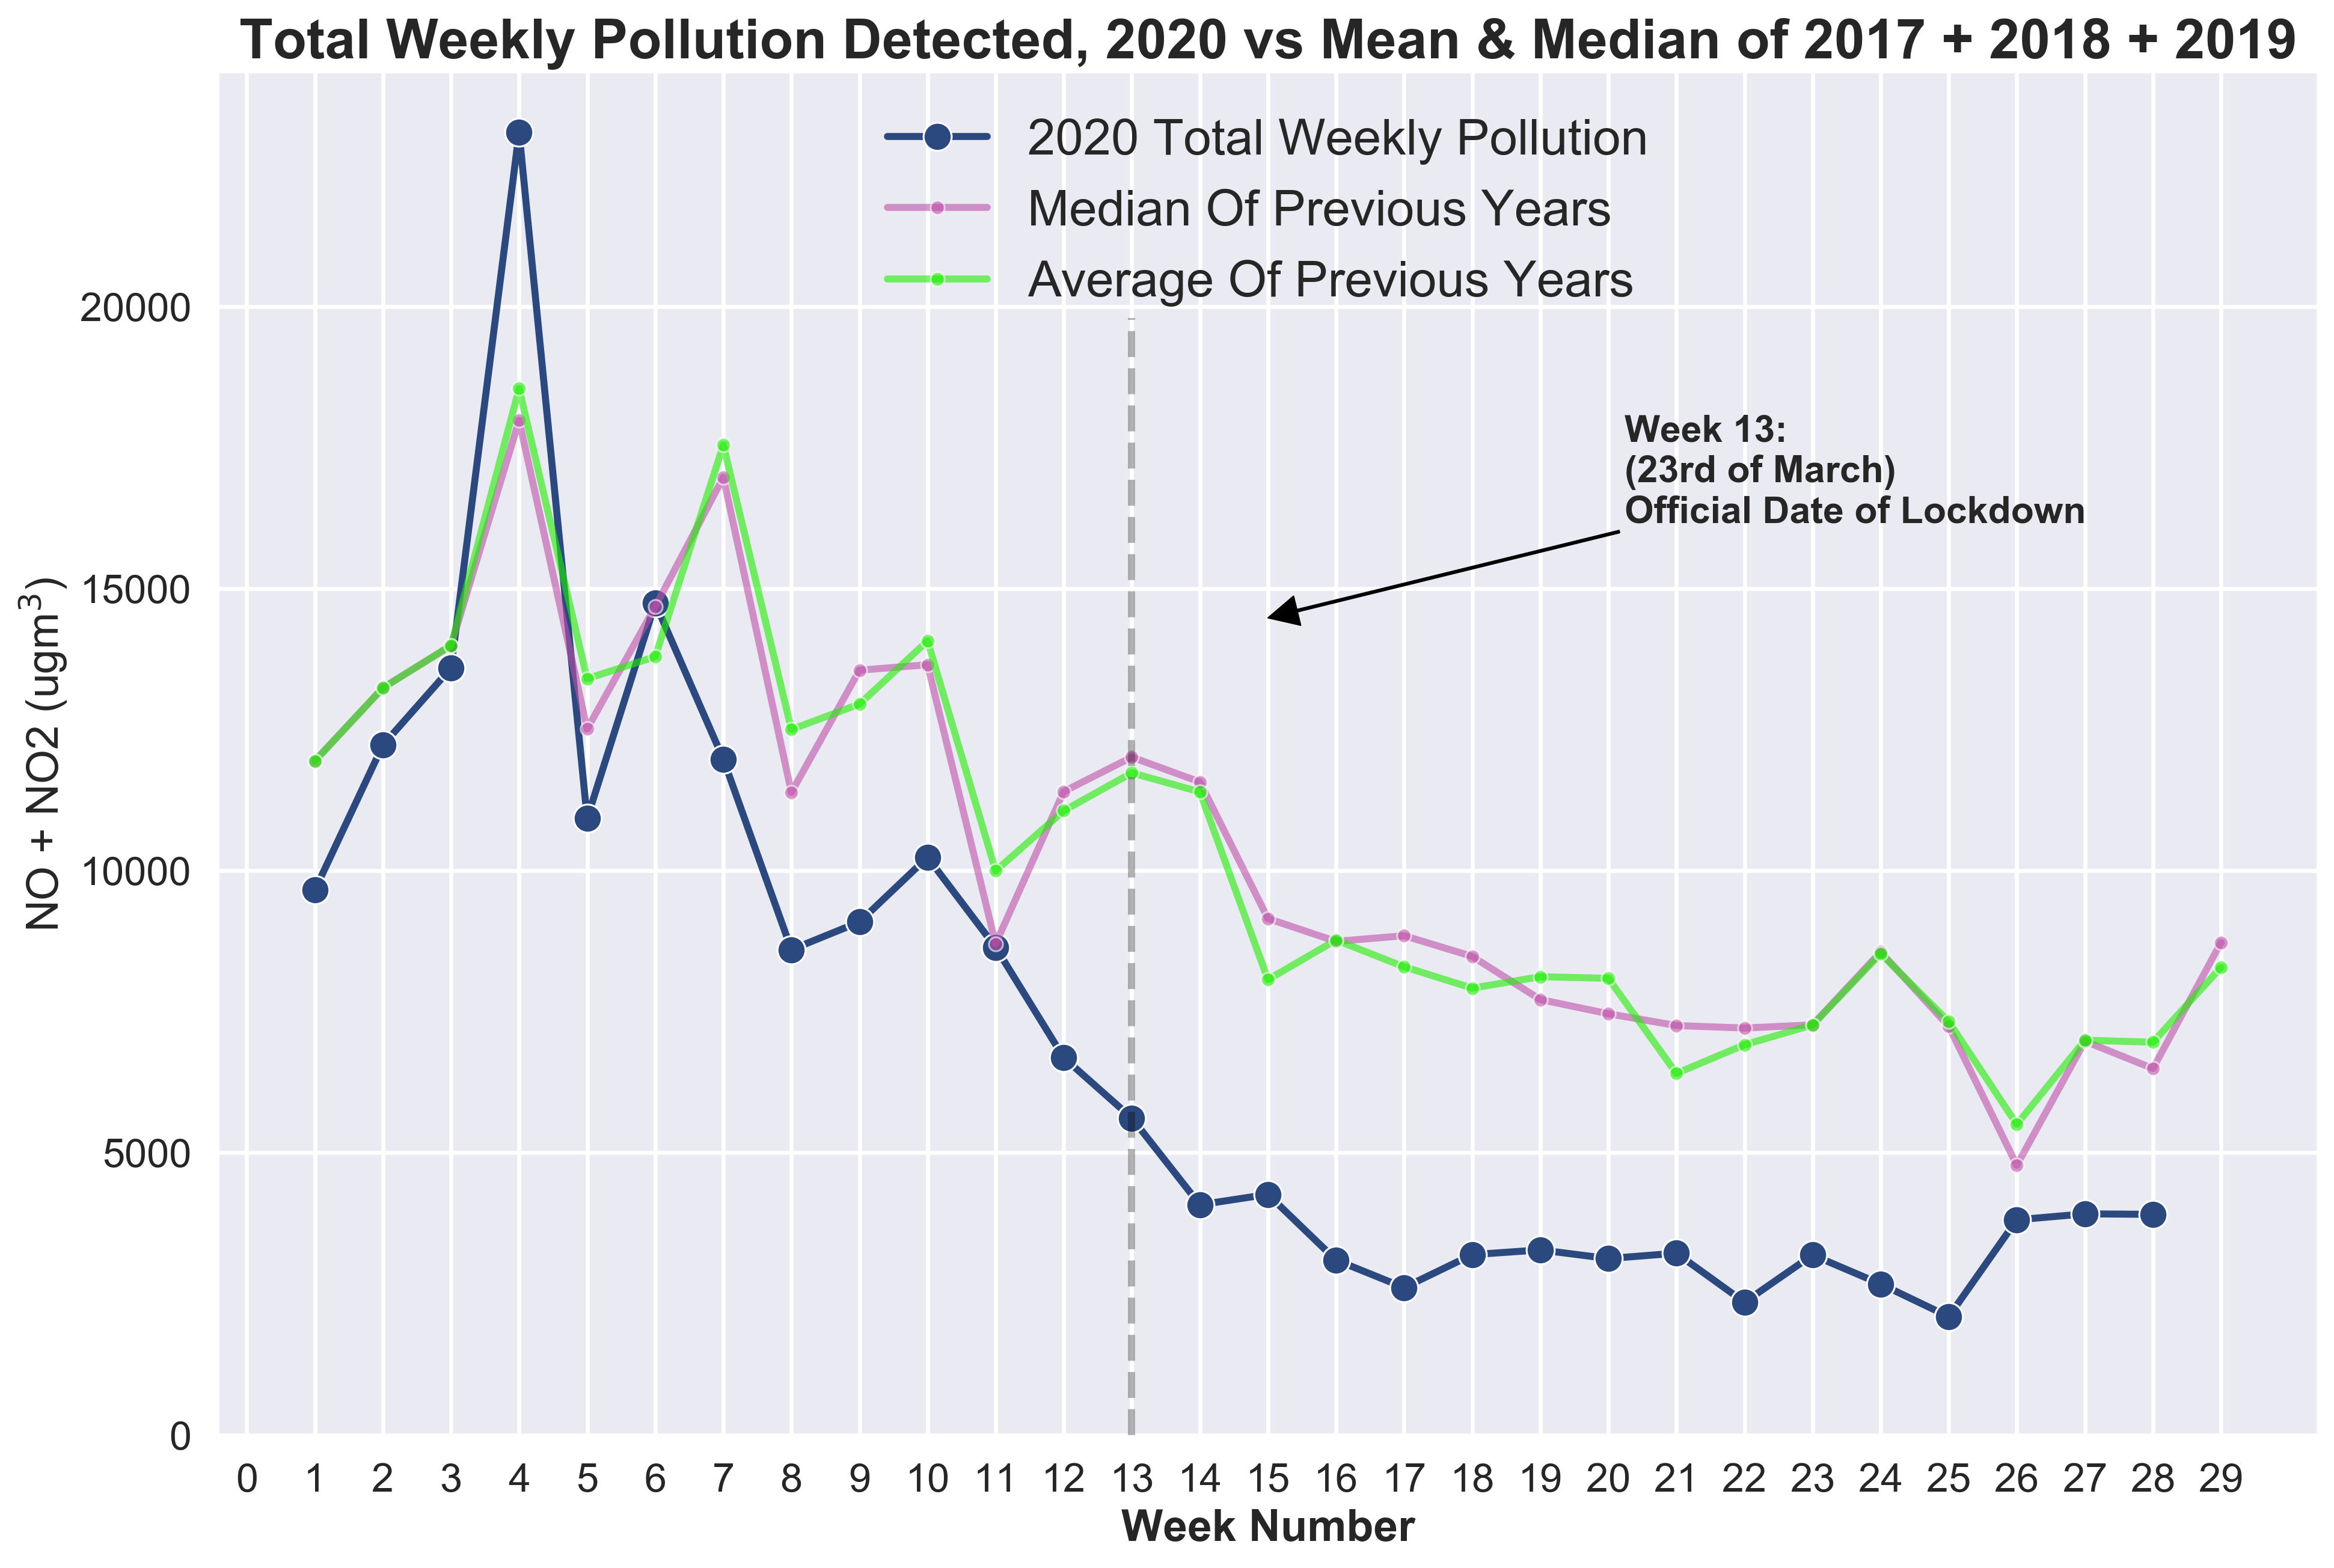 Total Weekly Pollution Detected, 2020 vs Mean & Median of 2017 + 2018 + 2019
2020 Total Weekly Pollution
Median Of Previous Years
Average Of Previous Years
Week 13:
(23rd of March)
Official Date of Lockdown
NO + NO2 (ugm³)
20000
15000
10000
5000
0
0 1 2 3 4 5 6 7 8 9 10 11 12 13 14 15 16 17 18 19 20 21 22 23 24 25 26 27 28 29
Week Number